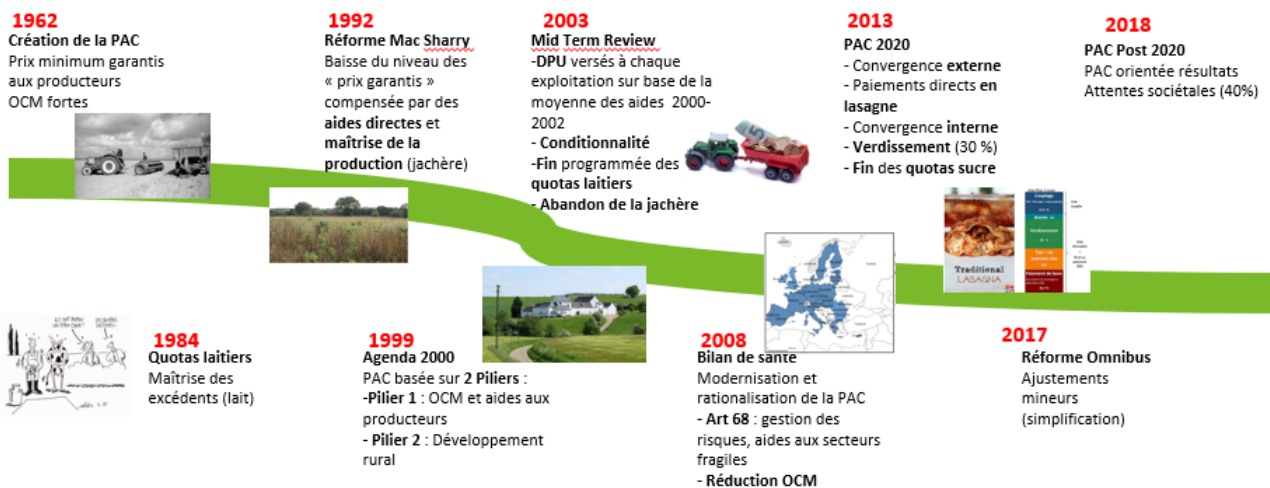 1962
Création de la PAC
Prix minimum garantis
aux producteurs
OCM fortes
1992
Réforme Mac Sharry
Baisse du niveau des
« prix garantis »
compensée par des
aides directes et
maîtrise de la
production (jachère)
2003
Mid Term Review
-DPU versés à chaque
exploitation sur base de la
moyenne des aides 2000-
2002
- Conditionnalité
-Fin programmée des
quotas laitiers
- Abandon de la jachère
2013
PAC 2020
- Convergence externe
- Paiements directs en
lasagne
- Convergence interne
- Verdissement (30 %)
- Fin des quotas sucre
2018
PAC Post 2020
PAC orientée résultats
Attentes sociétales (40%)
5
Traditional
LASAGNA
Couplage
Verdissement
Paiement de base
1984
Quotas laitiers
Maîtrise des
excédents (lait)
1999
Agenda 2000
PAC basée sur 2 Piliers :
-Pilier 1 : OCM et aides aux
producteurs
- Pilier 2 : Développement
rural
2008
Bilan de santé
Modernisation et
rationalisation de la PAC
- Art 68 : gestion des
risques, aides aux secteurs
fragiles
- Réduction OCM
2017
Réforme Omnibus
Ajustements
mineurs
(simplification)